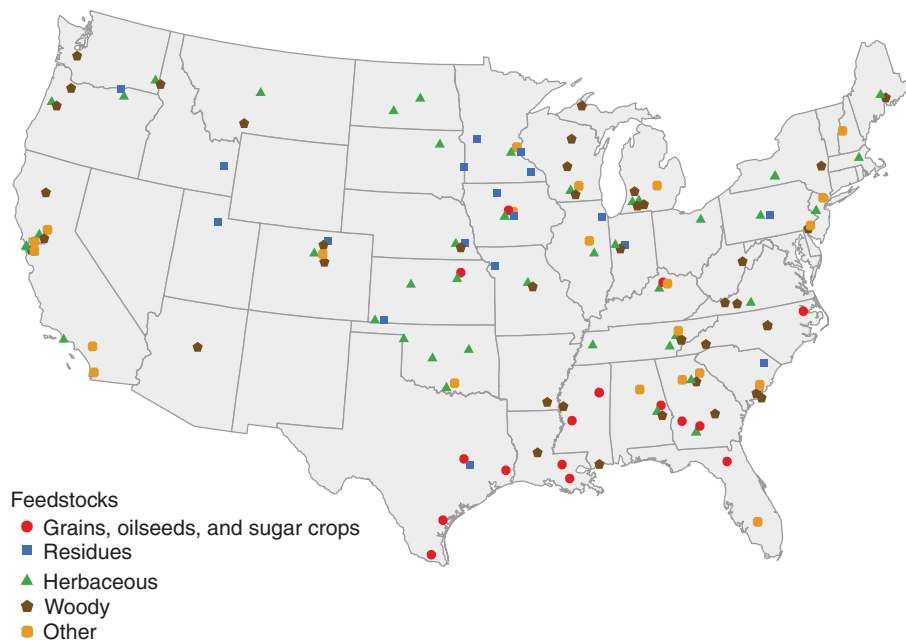 Feedstocks
Grains, oilseeds, and sugar crops
Residues
Herbaceous
Woody
Other